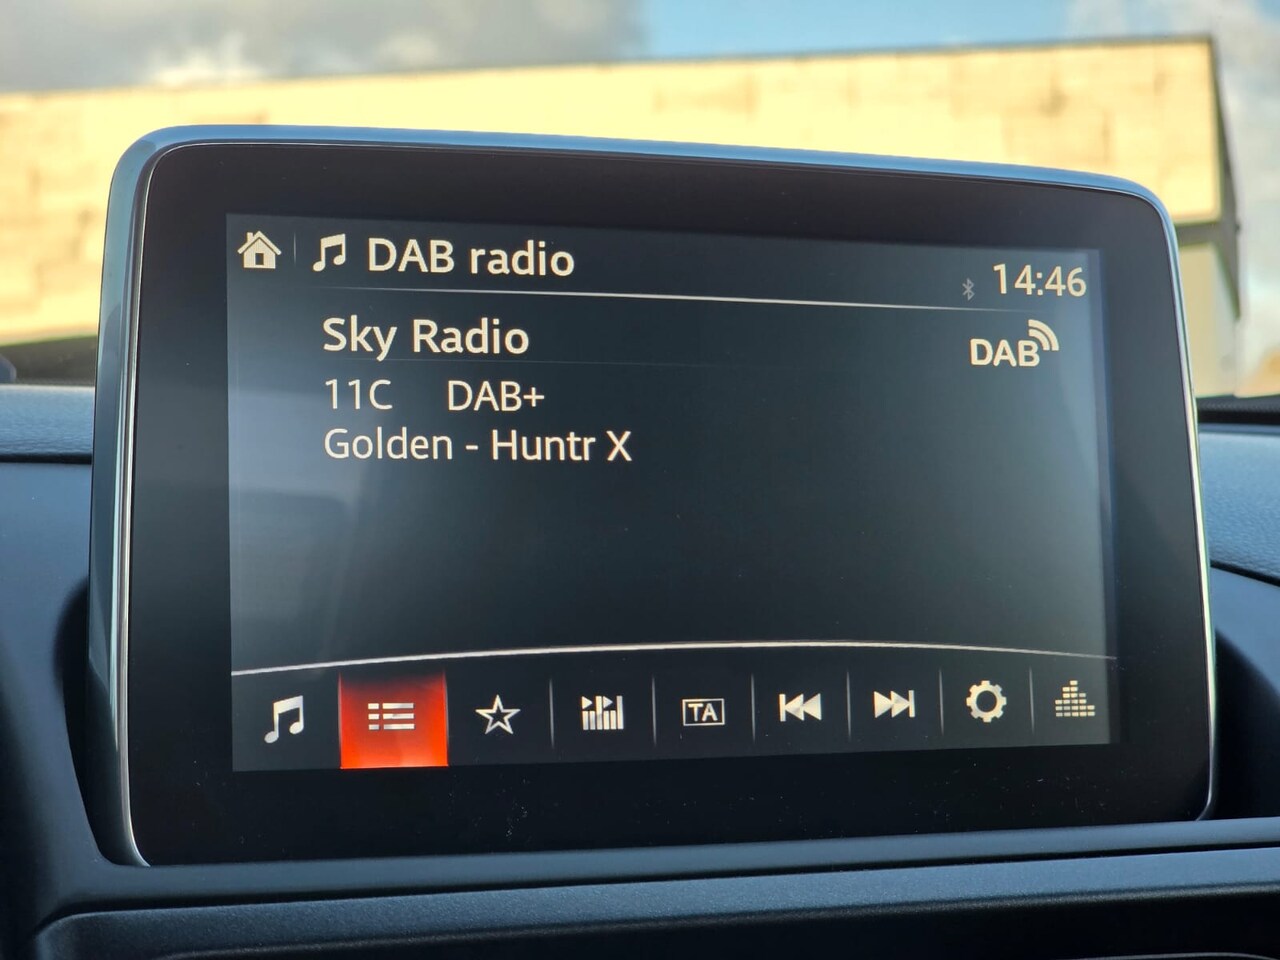 DAB radio
14:46
Sky Radio
DAB
11C DAB+
Golden - Huntr X
TA